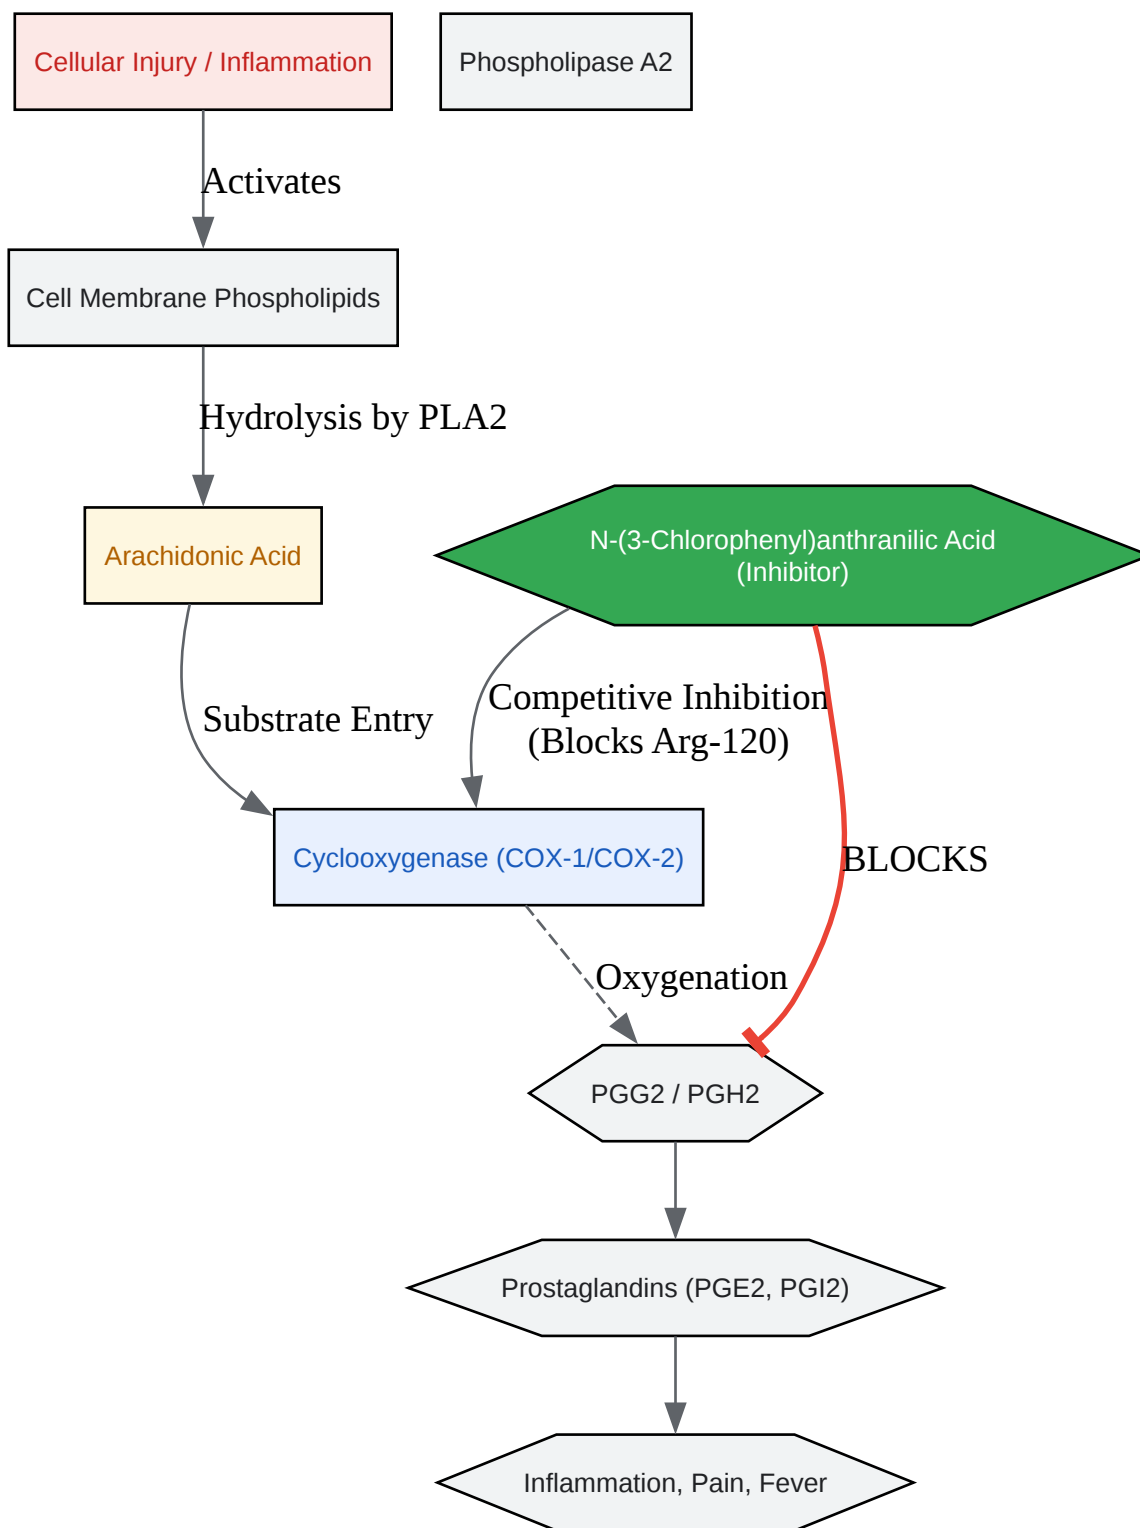 Cellular Injury / Inflammation
Phospholipase A2
Activates
Cell Membrane Phospholipids
Hydrolysis by PLA2
Arachidonic Acid
N-(3-Chlorophenyl)anthranilic Acid
(Inhibitor)
Substrate Entry
Competitive Inhibition
(Blocks Arg-120)
Cyclooxygenase (COX-1/COX-2)
BLOCKS
Oxygenation
PGG2 / PGH2
Prostaglandins (PGE2, PGI2)
Inflammation, Pain, Fever